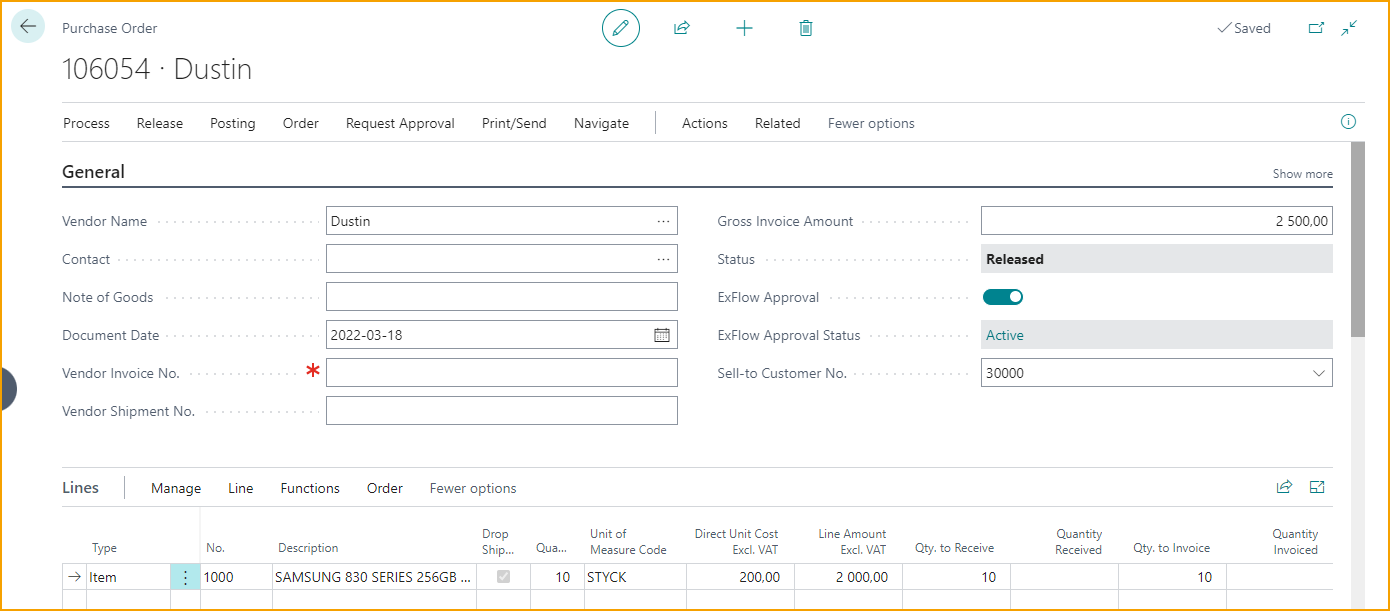 Purchase Order
Saved
106054 · Dustin
Process Release Posting Order Request Approval Print/Send Navigate Actions Related Fewer options
General
Show more
Vendor Name Dustin
Contact
Note of Goods
Document Date 2022-03-18
Vendor Invoice No. *
Vendor Shipment No.
Gross Invoice Amount 2 500,00
Status Released
ExFlow Approval
ExFlow Approval Status Active
Sell-to Customer No. 30000
Lines Manage Line Functions Order Fewer options
Type No. Description Drop Ship... Qua... Unit of Measure Code Direct Unit Cost Excl. VAT Line Amount Excl. VAT Qty. to Receive Quantity Received Qty. to Invoice Quantity Invoiced
Item 1000 SAMSUNG 830 SERIES 256GB ... 10 STYCK 200,00 2 000,00 10 10